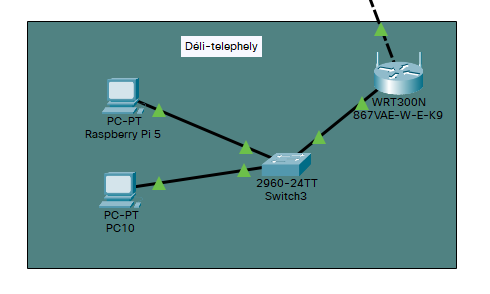 Déli-telephely
WRT300N
867VAE-W-E-K9
PC-PT
Raspberry Pi 5
2960-24TT
Switch3
PC-PT
PC10